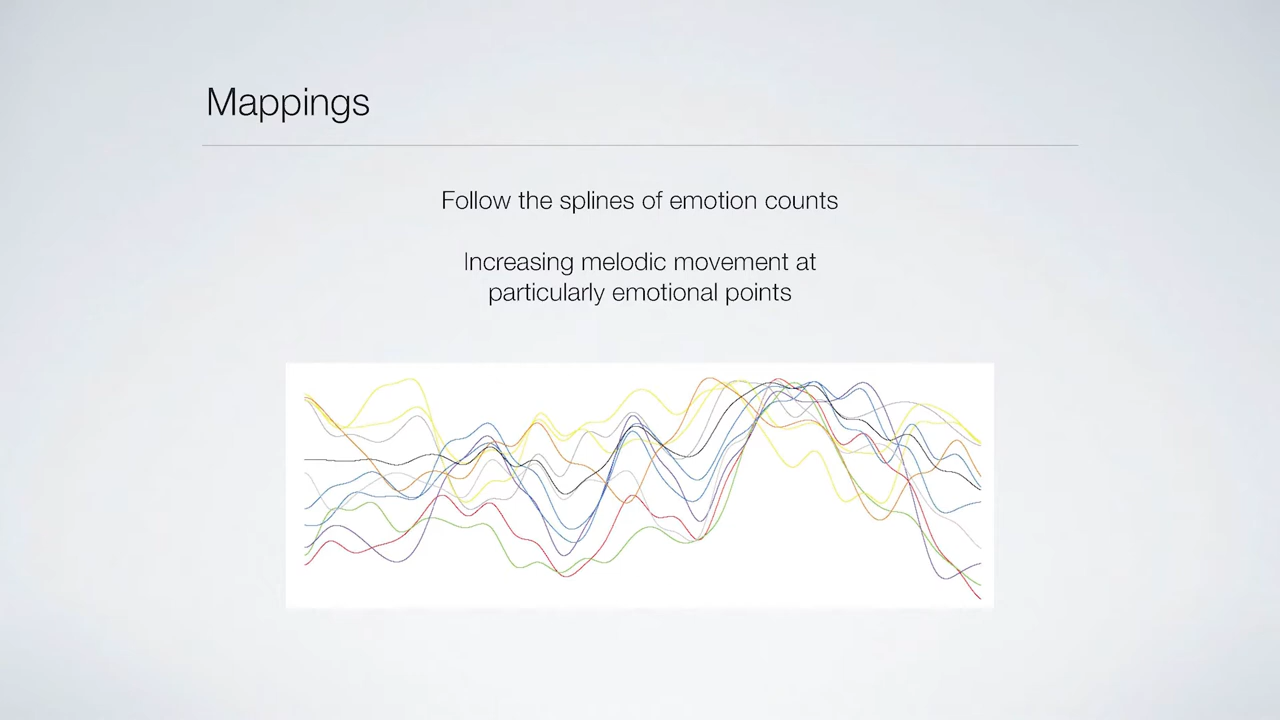 Mappings
Follow the splines of emotion counts
Increasing melodic movement at
particularly emotional points